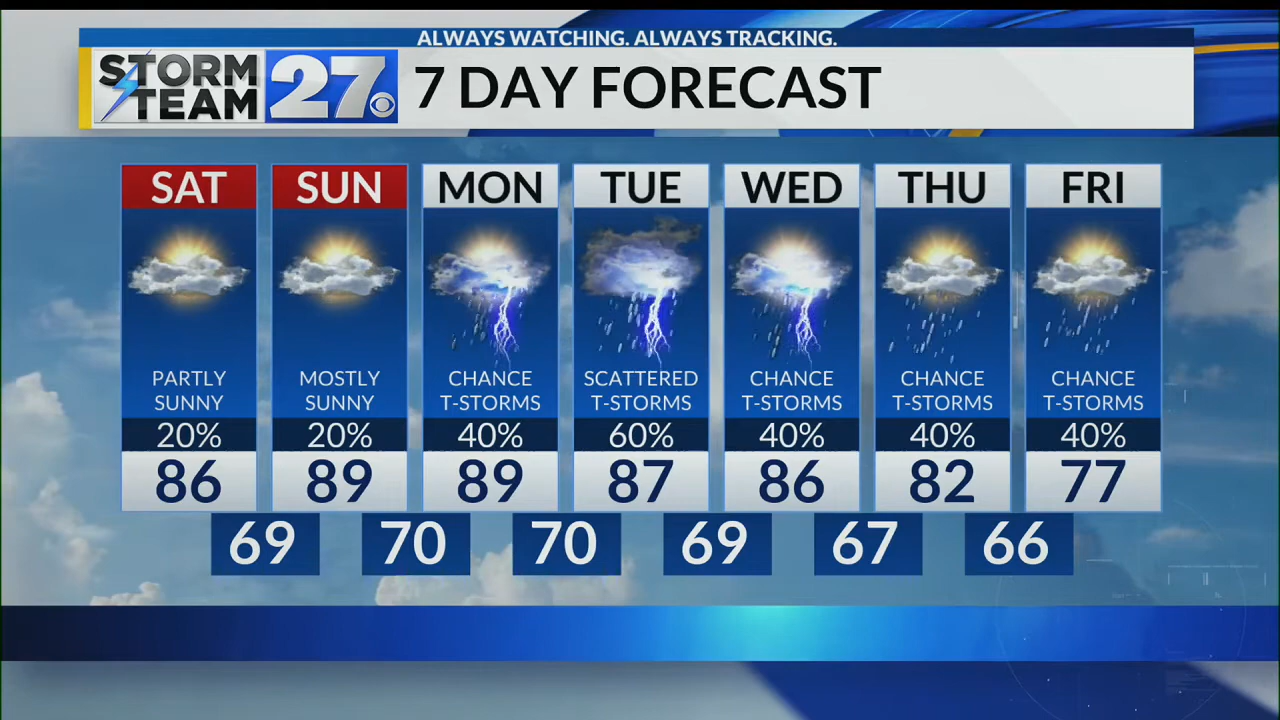 ALWAYS WATCHING. ALWAYS TRACKING.
STORM TEAM 27
7 DAY FORECAST
SAT SUN MON TUE WED THU FRI
PARTLY MOSTLY CHANCE SCATTERED CHANCE CHANCE CHANCE
SUNNY SUNNY T-STORMS T-STORMS T-STORMS T-STORMS T-STORMS
20% 20% 40% 60% 40% 40% 40%
86 89 89 87 86 82 77
69 70 70 69 67 66